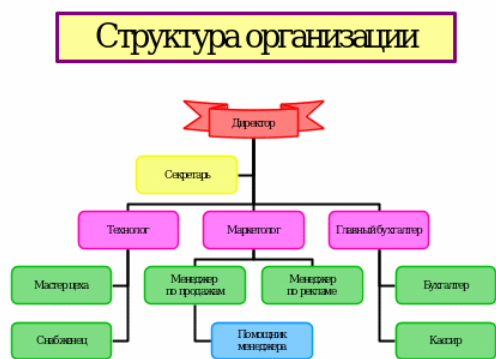 Структура организации
Директор
Секретарь
Технолог
Маркетолог
Главный бухгалтер
Мастер цеха
Менеджер
по продажам
Менеджер
по рекламе
Бухгалтер
Снабженец
Помощник
менеджера
Кассир